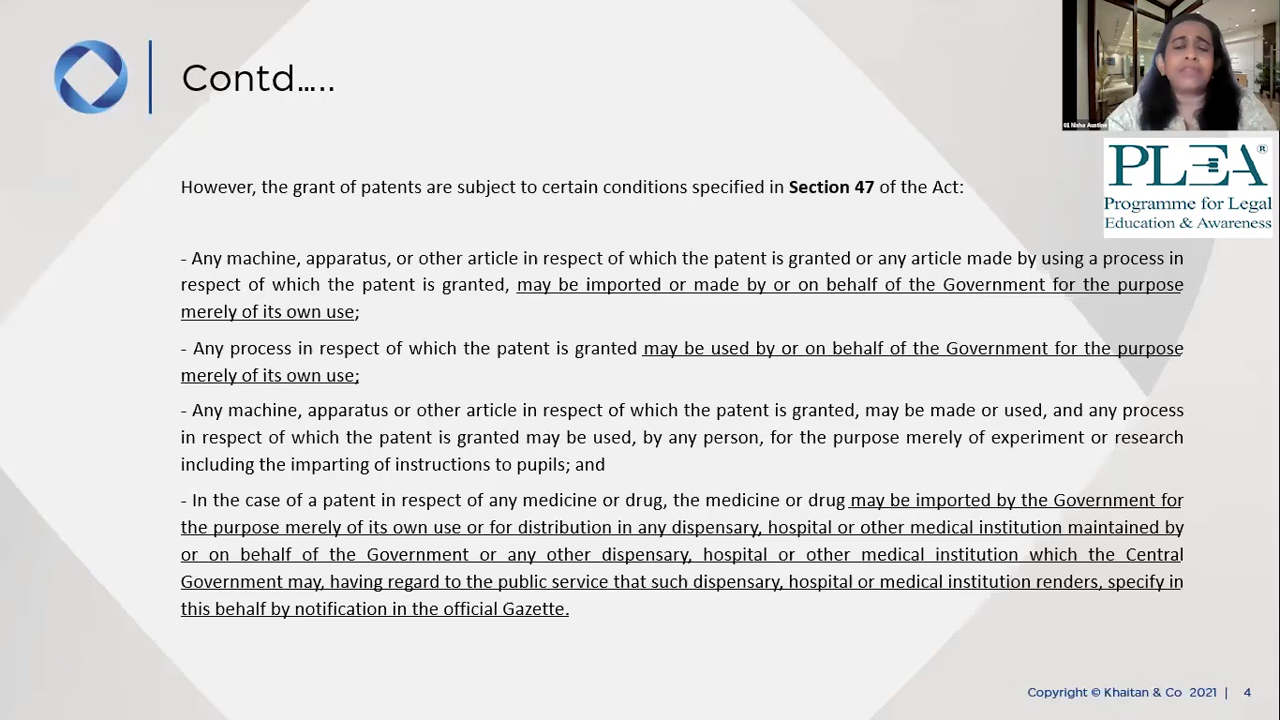 Contd.....
01 Nisha Austine
PLEA®
Programme for Legal
Education & Awareness
However, the grant of patents are subject to certain conditions specified in Section 47 of the Act:
- Any machine, apparatus, or other article in respect of which the patent is granted or any article made by using a process in
respect of which the patent is granted, may be imported or made by or on behalf of the Government for the purpose
merely of its own use;
- Any process in respect of which the patent is granted may be used by or on behalf of the Government for the purpose
merely of its own use;
- Any machine, apparatus or other article in respect of which the patent is granted, may be made or used, and any process
in respect of which the patent is granted may be used, by any person, for the purpose merely of experiment or research
including the imparting of instructions to pupils; and
- In the case of a patent in respect of any medicine or drug, the medicine or drug may be imported by the Government for
the purpose merely of its own use or for distribution in any dispensary, hospital or other medical institution maintained by
or on behalf of the Government or any other dispensary, hospital or other medical institution which the Central
Government may, having regard to the public service that such dispensary, hospital or medical institution renders, specify in
this behalf by notification in the official Gazette.
Copyright © Khaitan & Co 2021 | 4